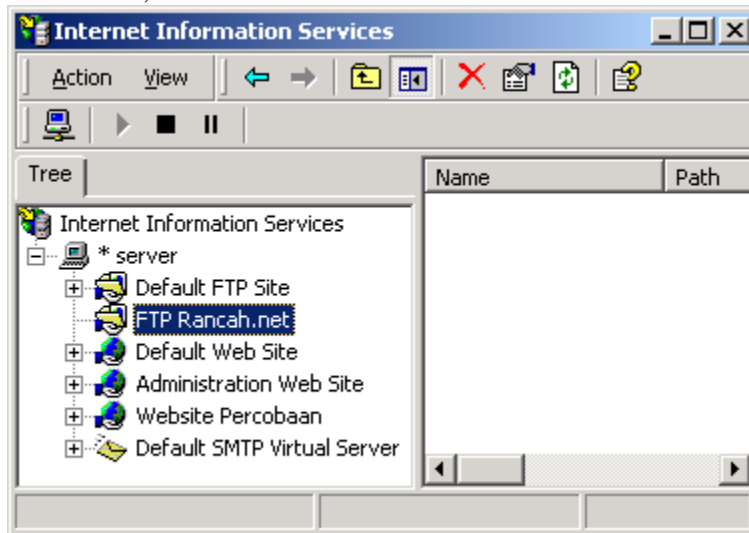 Internet Information Services
Action View
Tree
Name Path
Internet Information Services
* server
Default FTP Site
FTP Rancah.net
Default Web Site
Administration Web Site
Website Percobaan
Default SMTP Virtual Server